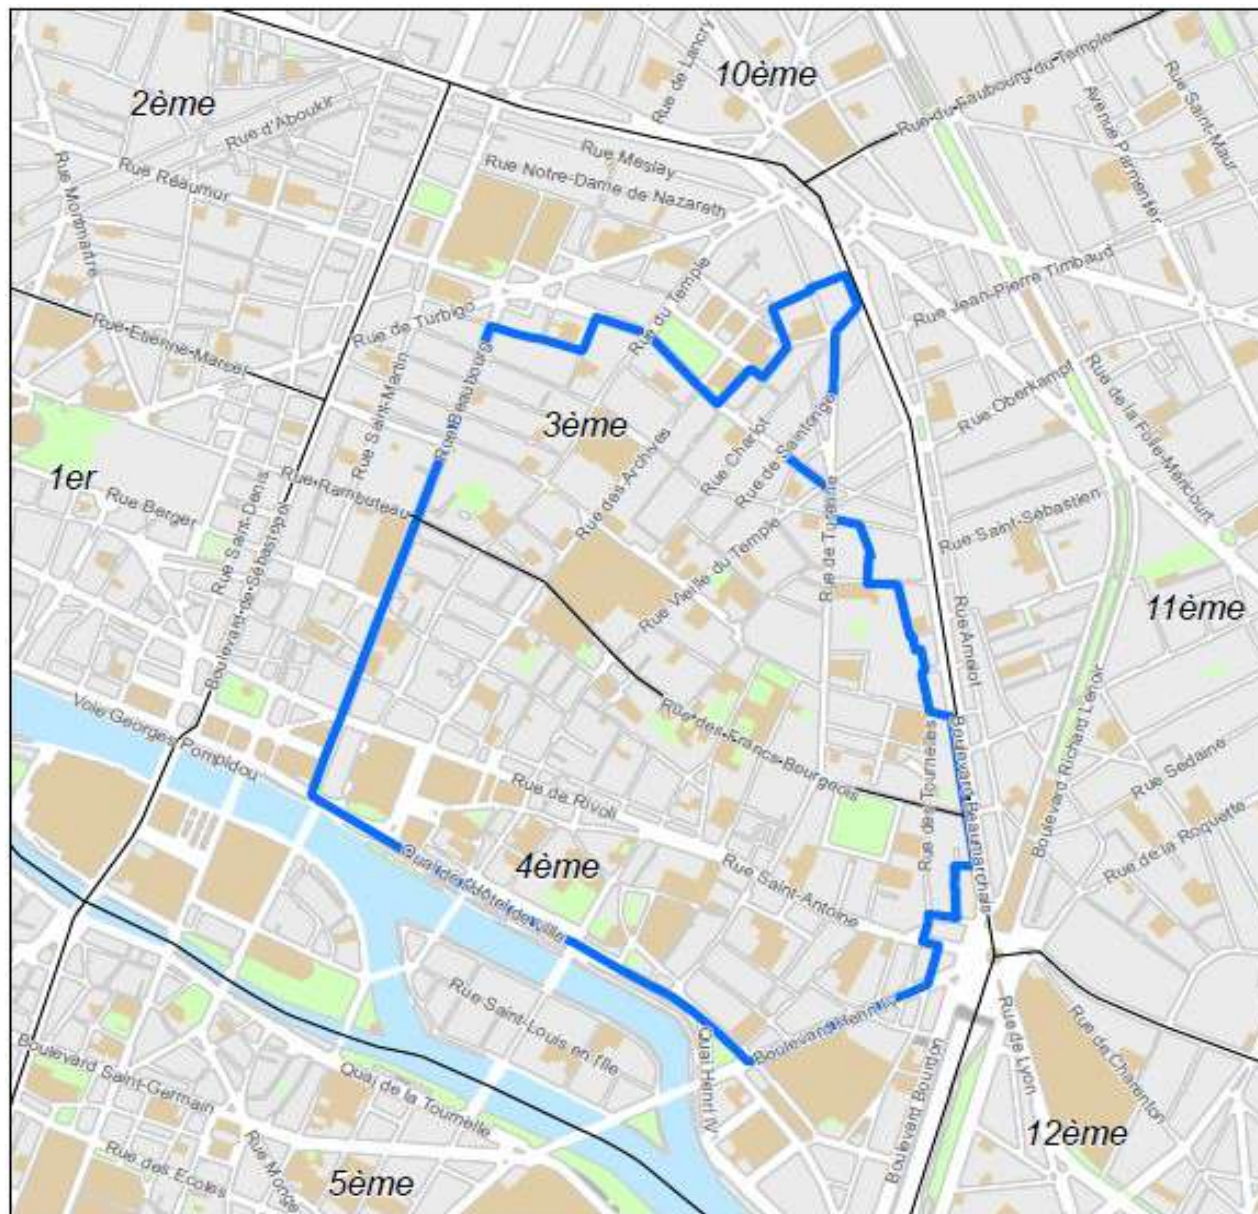 Rue de Lancry
10ème
2ème
Rue d'Aboukir
Rue du Faubourg du Temple
Avenue Parmentier
Rue Saint-Maur
Rue Meslay
Rue Notre-Dame de Nazareth
Rue Réaumur
Rue Montmartre
Rue du Temple
Rue Jean-Pierre Timbaud
Rue de Turbigo
Rue Etienne-Marcel
Rue Saint-Martin
Rue Beaubourg
3ème
Rue Oberkampf
Rue de la Folie-Mericourt
Rue Charlot
Rue de Saintonge
Rue des Archives
1er
Rue Berger
Rue Saint-Denis
Rue Rambuteau
Boulevard de Sébastopol
Rue Vieille du Temple
Rue de Turenne
Rue Saint-Sébastien
11ème
Rue Amelot
Boulevard Richard Lenoir
Voie Georges Pompidou
Rue des Francs-Bourgeois
Rue des Tournelles
Boulevard Beaumarchais
Rue Sedaine
Rue de la Roquette
Rue de Rivoli
4ème
Rue Saint-Antoine
Quai de l'Hôtel de ville
Rue Saint-Louis en l'Ile
Boulevard Henri IV
Quai Henri IV
Boulevard Bourdon
Rue de Lyon
Rue de Charenton
12ème
Boulevard Saint-Germain
Quai de la Tournelle
Rue des Ecoles
Rue Monge
5ème